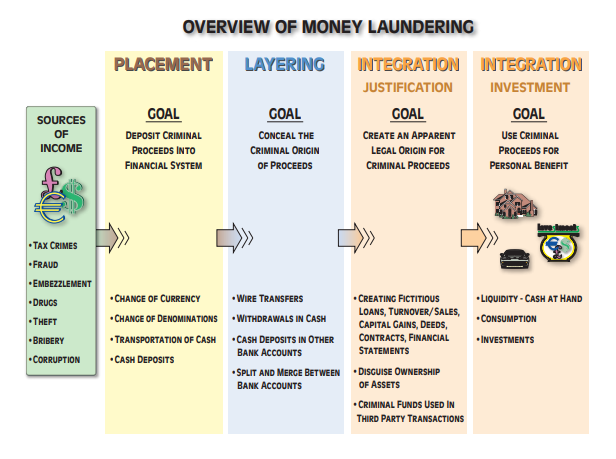 OVERVIEW OF MONEY LAUNDERING
SOURCES
OF
INCOME
• TAX CRIMES
• FRAUD
• EMBEZZLEMENT
• DRUGS
• THEFT
• BRIBERY
• CORRUPTION
PLACEMENT
GOAL
DEPOSIT CRIMINAL
PROCEEDS INTO
FINANCIAL SYSTEM
• CHANGE OF CURRENCY
• CHANGE OF DENOMINATIONS
• TRANSPORTATION OF CASH
• CASH DEPOSITS
LAYERING
GOAL
CONCEAL THE
CRIMINAL ORIGIN
OF PROCEEDS
• WIRE TRANSFERS
• WITHDRAWALS IN CASH
• CASH DEPOSITS IN OTHER
BANK ACCOUNTS
• SPLIT AND MERGE BETWEEN
BANK ACCOUNTS
INTEGRATION
JUSTIFICATION
GOAL
CREATE AN APPARENT
LEGAL ORIGIN FOR
CRIMINAL PROCEEDS
• CREATING FICTITIOUS
LOANS, TURNOVER/SALES,
CAPITAL GAINS, DEEDS,
CONTRACTS, FINANCIAL
STATEMENTS
• DISGUISE OWNERSHIP
OF ASSETS
• CRIMINAL FUNDS USED IN
THIRD PARTY TRANSACTIONS
INTEGRATION
INVESTMENT
GOAL
USE CRIMINAL
PROCEEDS FOR
PERSONAL BENEFIT
• LIQUIDITY - CASH AT HAND
• CONSUMPTION
• INVESTMENTS